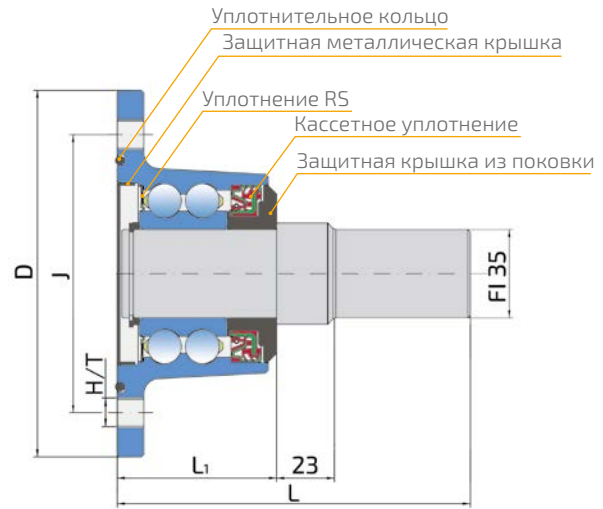 Уплотнительное кольцо
Защитная металлическая крышка
Уплотнение RS
Кассетное уплотнение
Защитная крышка из поковки
D
J
H/T
FI 35
L₁
23
L